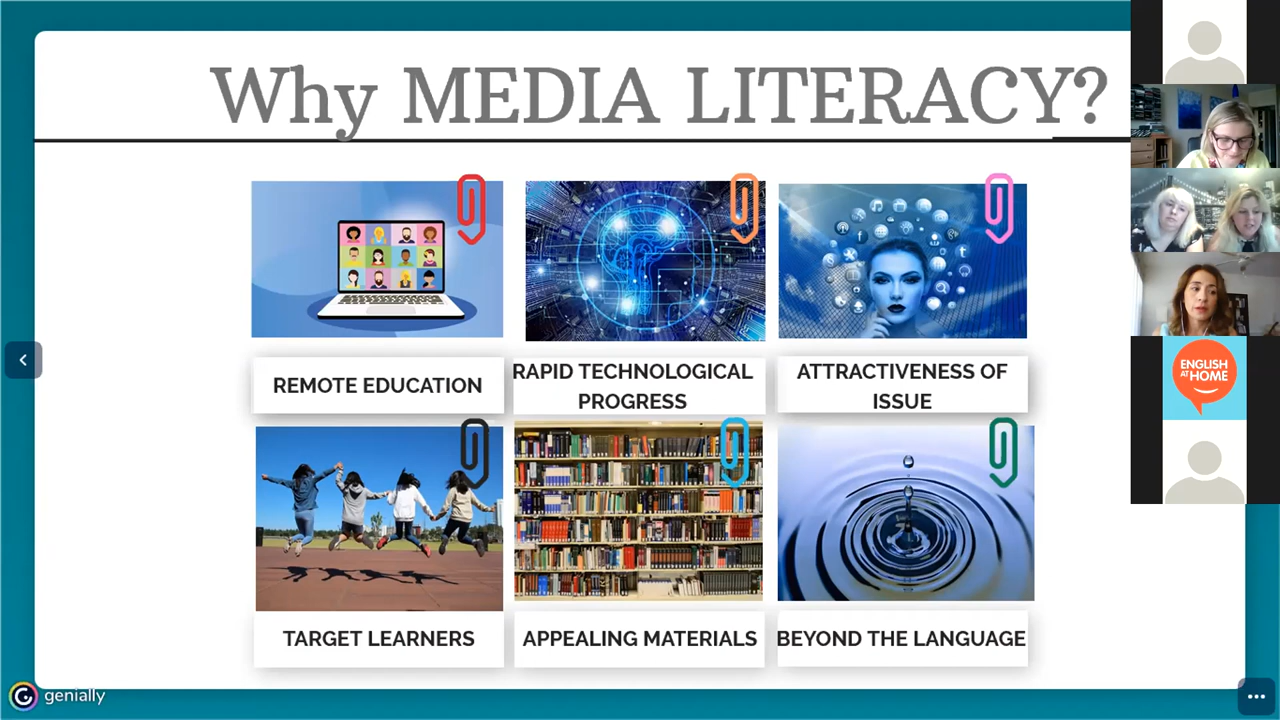 Why MEDIA LITERACY?
REMOTE EDUCATION
RAPID TECHNOLOGICAL
PROGRESS
ATTRACTIVENESS OF
ISSUE
TARGET LEARNERS
APPEALING MATERIALS
BEYOND THE LANGUAGE
ENGLISH
AT HOME
genially